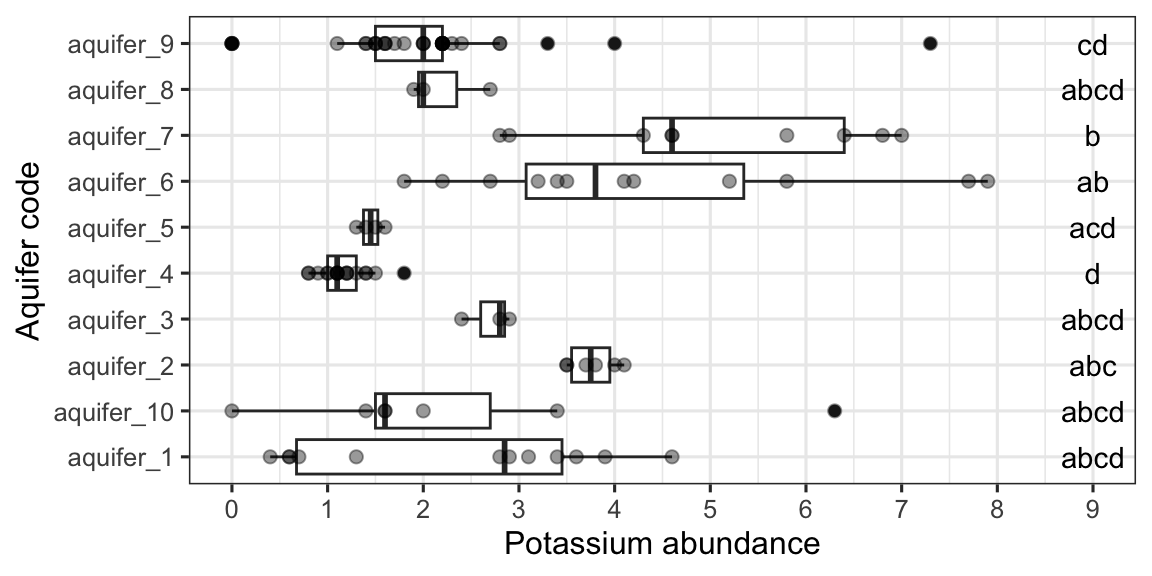 aquifer_9 cd
aquifer_8 abcd
aquifer_7 b
aquifer_6 ab
aquifer_5 acd
aquifer_4 d
aquifer_3 abcd
aquifer_2 abc
aquifer_10 abcd
aquifer_1 abcd
Aquifer code
0 1 2 3 4 5 6 7 8 9
Potassium abundance